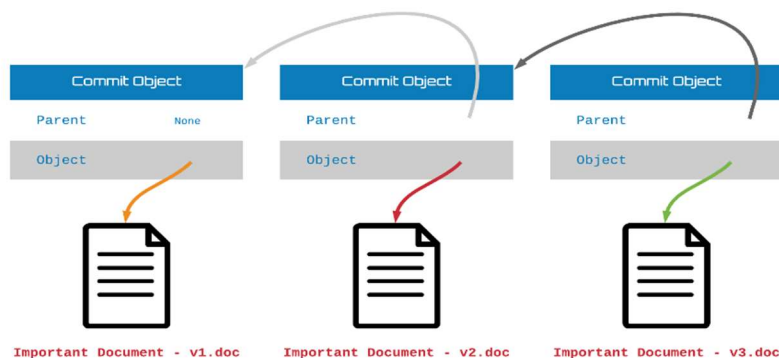 Commit Object
Parent None
Object
Important Document - v1.doc
Commit Object
Parent
Object
Important Document - v2.doc
Commit Object
Parent
Object
Important Document - v3.doc